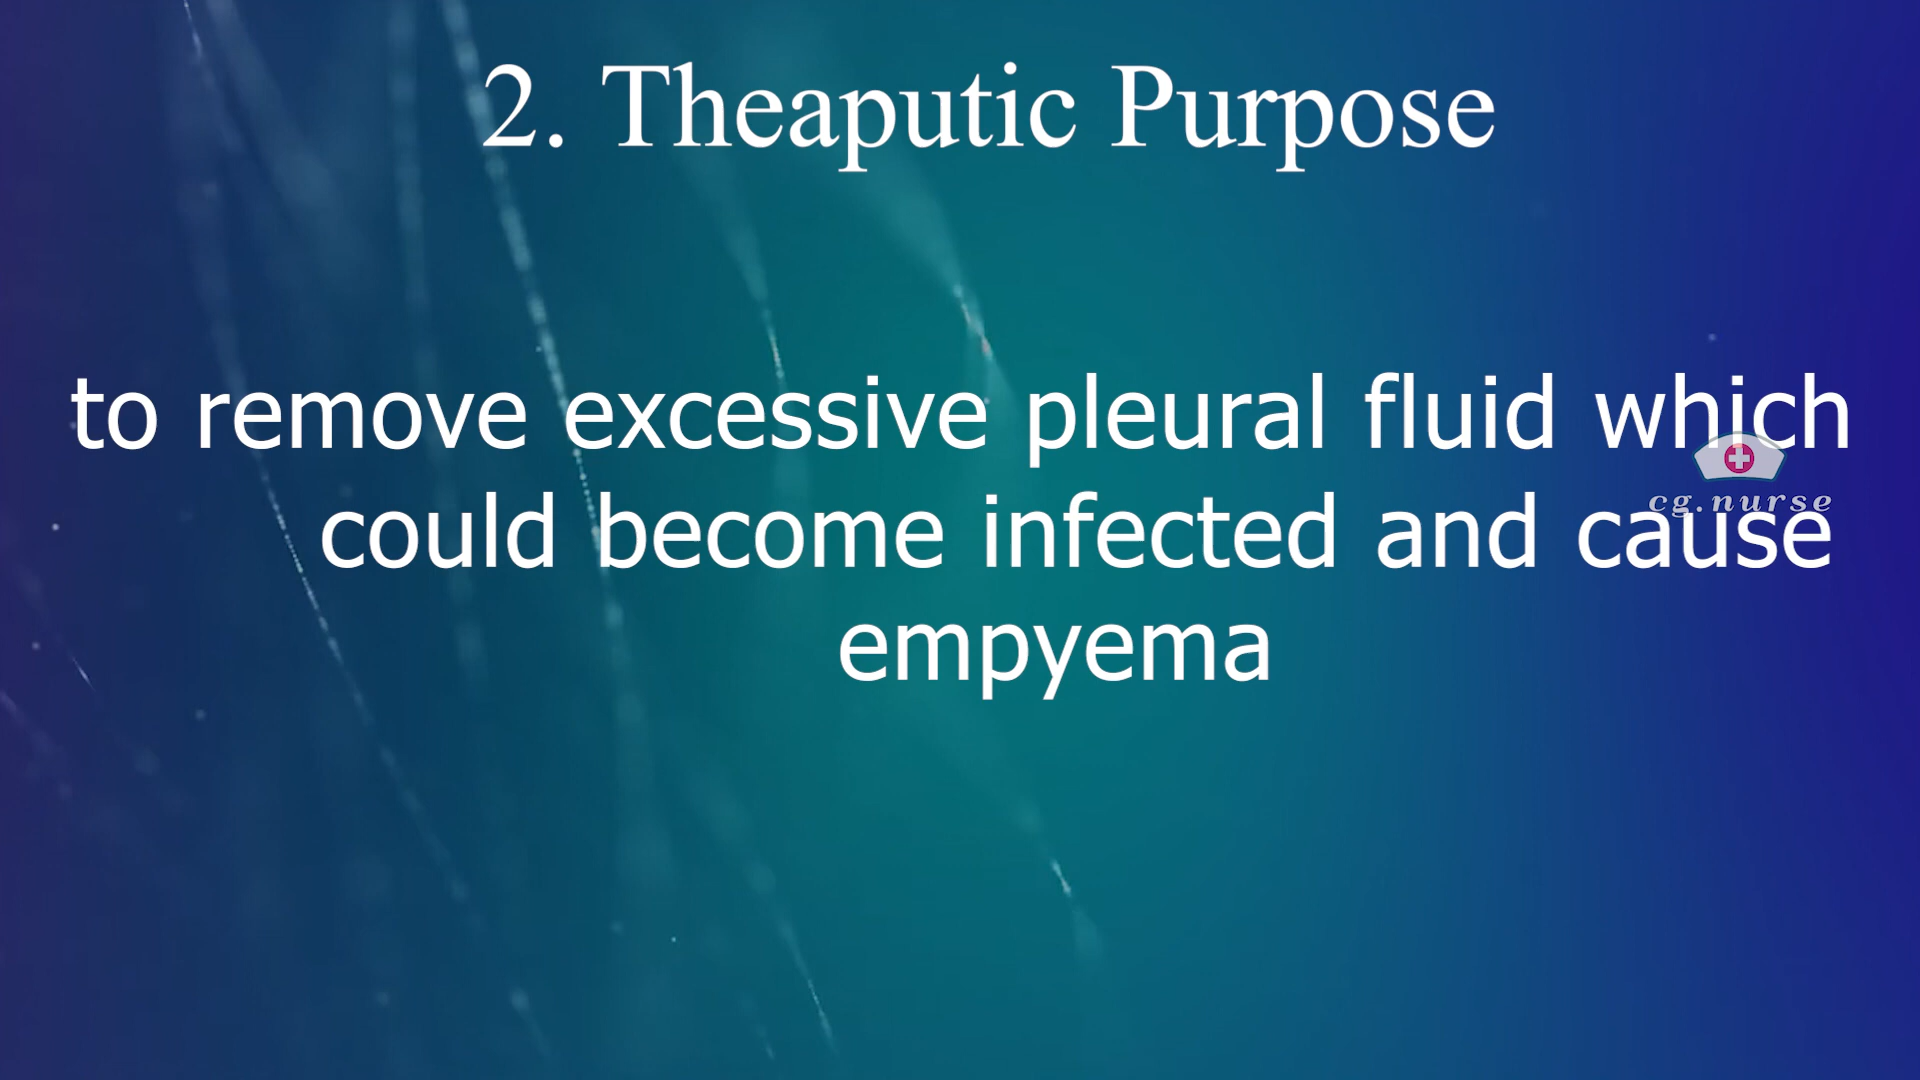 2. Theaputic Purpose
to remove excessive pleural fluid which
cg.nurse
could become infected and cause
empyema